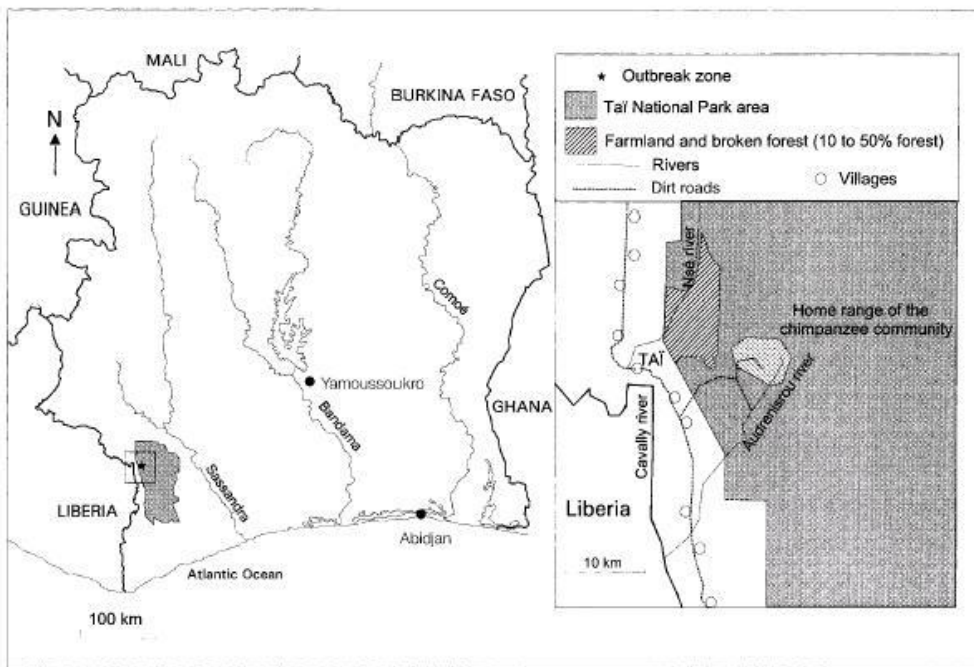 MALI
BURKINA FASO
N
GUINEA
Comoé
Yamoussoukro
Bandama
GHANA
Sassandra
LIBERIA
Abidjan
Atlantic Ocean
100 km
Outbreak zone
Taï National Park area
Farmland and broken forest (10 to 50% forest)
Rivers
Villages
Dirt roads
Nse river
Home range of the
chimpanzee community
TAÏ
Audrenisrou river
Cavally river
Liberia
10 km